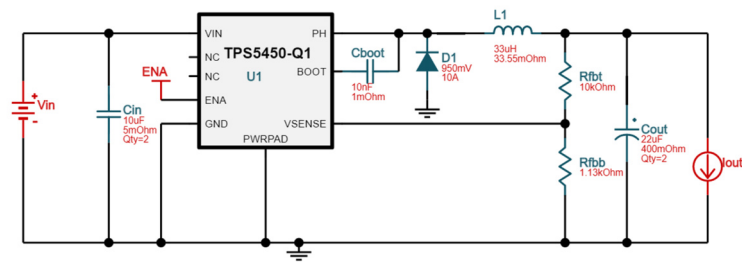 L1
33uH
33.55mOhm
VIN
PH
TPS5450-Q1
NC
U1
NC
BOOT
ENA
ENA
GND
VSENSE
PWRPAD
Cboot
10nF
1mOhm
D1
950mV
10A
Vin
+
-
Cin
10uF
5mOhm
Qty=2
Rfbt
10kOhm
Rfbb
1.13kOhm
Cout
22uF
400mOhm
Qty=2
Iout